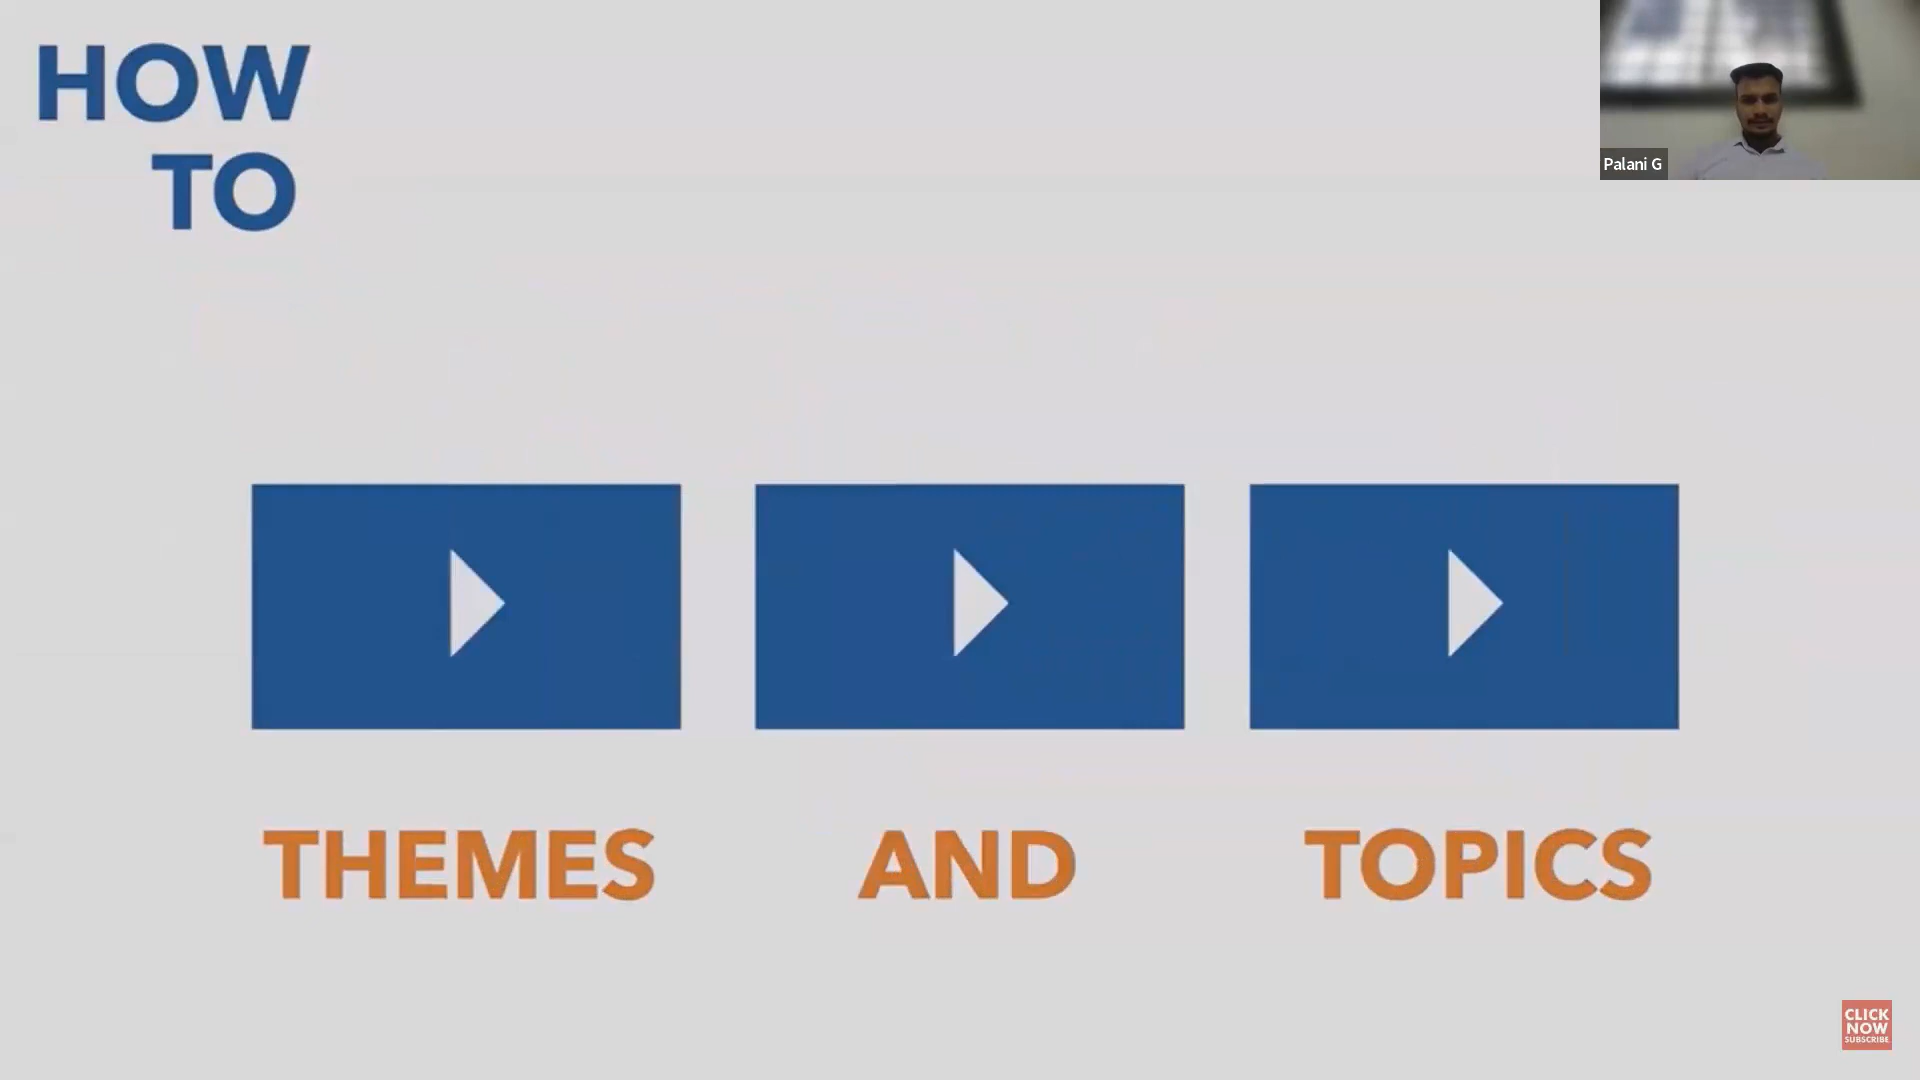 HOW
TO
Palani G
THEMES AND TOPICS
CLICK
NOW
SUBSCRIBE